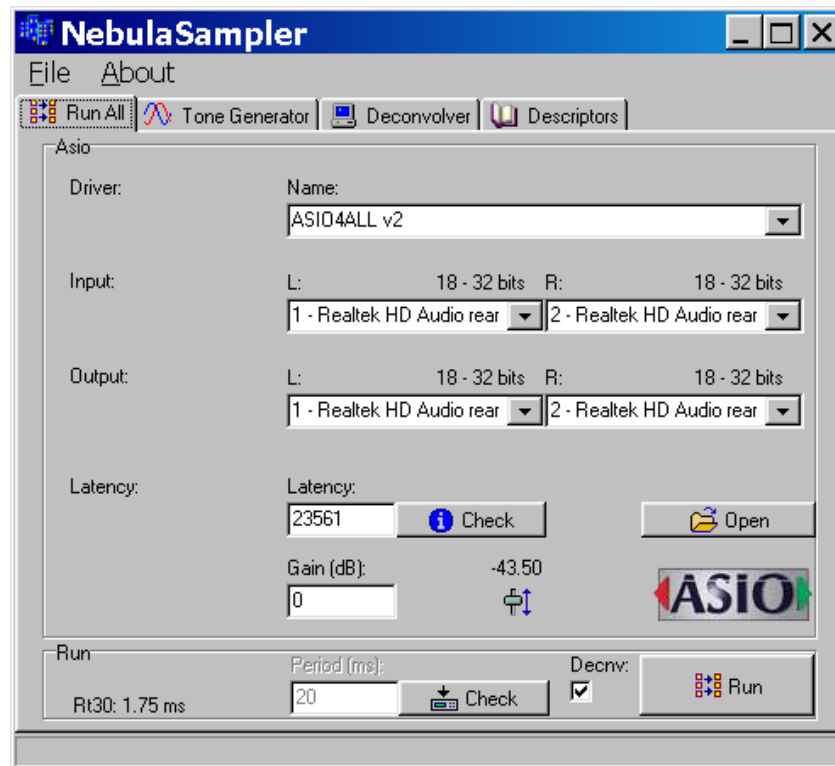 NebulaSampler
File About
Run All Tone Generator Deconvolver Descriptors
Asio
Driver: Name:
ASIO4ALL v2
Input: L: 18 - 32 bits R: 18 - 32 bits
1 - Realtek HD Audio rear 2 - Realtek HD Audio rear
Output: L: 18 - 32 bits R: 18 - 32 bits
1 - Realtek HD Audio rear 2 - Realtek HD Audio rear
Latency: Latency:
23561 Check Open
Gain (dB): -43.50
0 ASIO
Run Period (ms): Decnv:
Rt30: 1.75 ms 20 Check Run